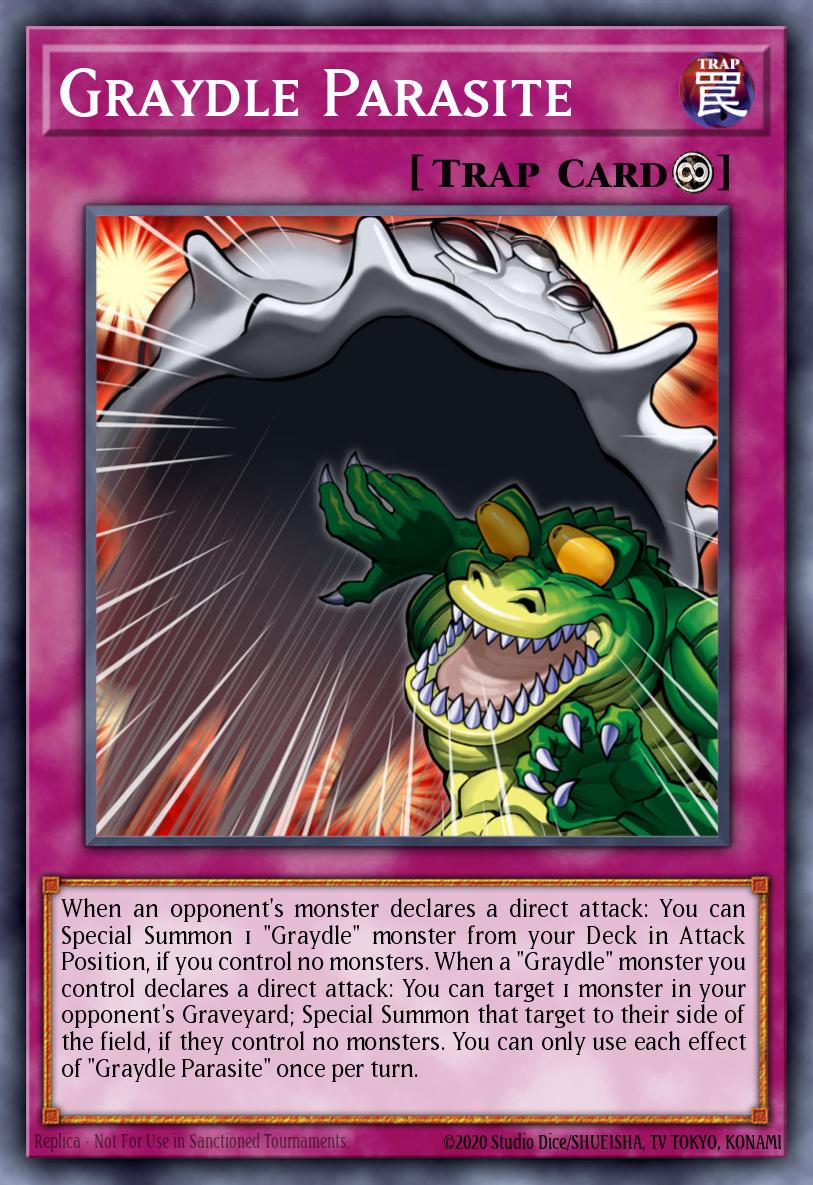 Graydle Parasite
TRAP
罠
[Trap Card∞]
When an opponent's monster declares a direct attack: You can
Special Summon 1 "Graydle" monster from your Deck in Attack
Position, if you control no monsters. When a "Graydle" monster you
control declares a direct attack: You can target 1 monster in your
opponent's Graveyard; Special Summon that target to their side of
the field, if they control no monsters. You can only use each effect
of "Graydle Parasite" once per turn.
Replica - Not For Use in Sanctioned Tournaments.
©2020 Studio Dice/SHUEISHA, TV TOKYO, KONAMI